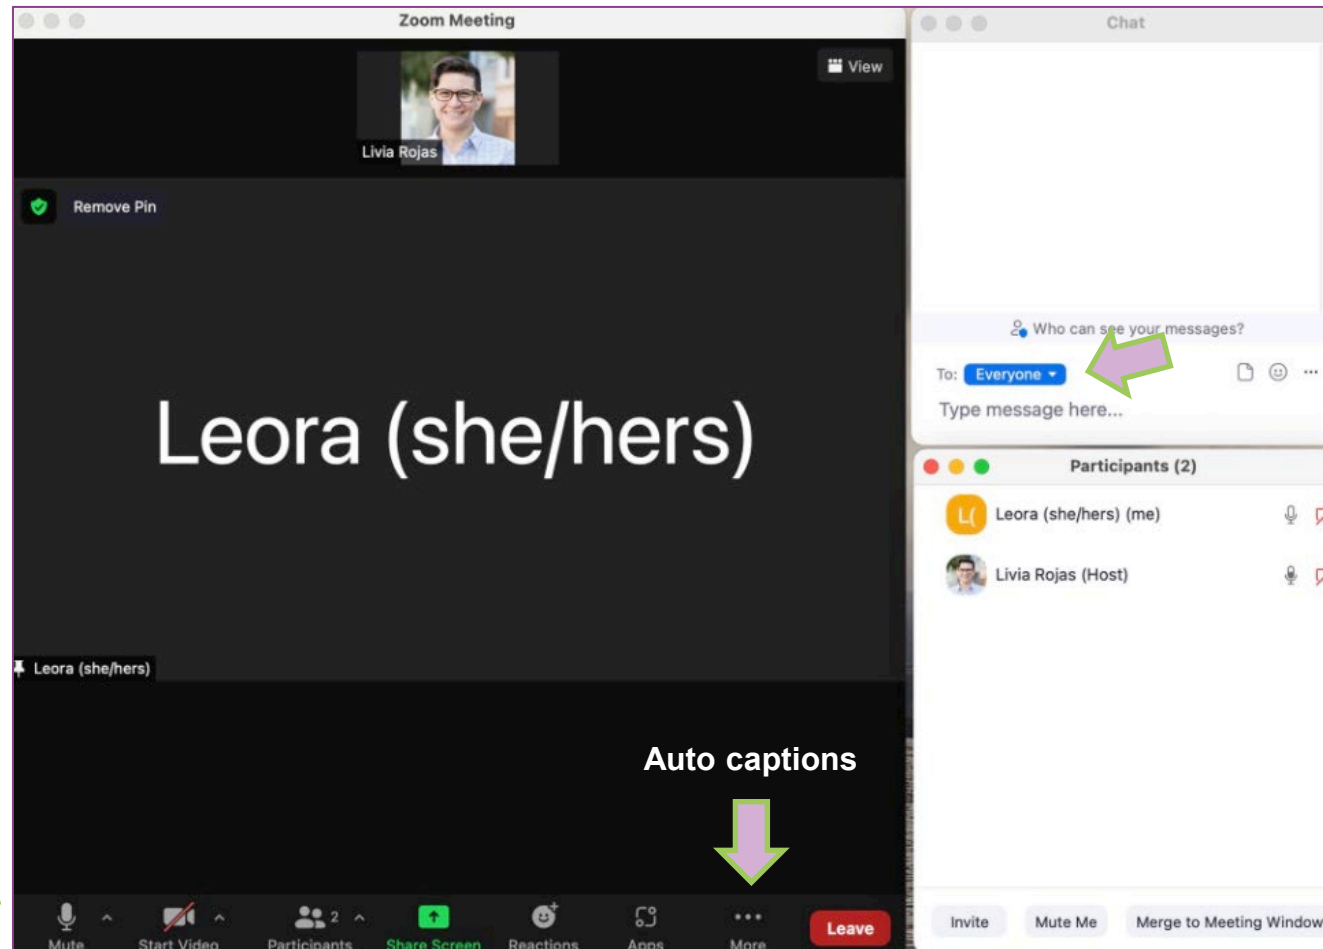 Zoom Meeting
View
Livia Rojas
Remove Pin
Leora (she/hers)
Leora (she/hers)
Auto captions
Mute
Start Video
Participants
2
Share Screen
Reactions
Apps
More
Leave
Chat
Who can see your messages?
To: Everyone
Type message here...
Participants (2)
L( Leora (she/hers) (me)
Livia Rojas (Host)
Invite
Mute Me
Merge to Meeting Window